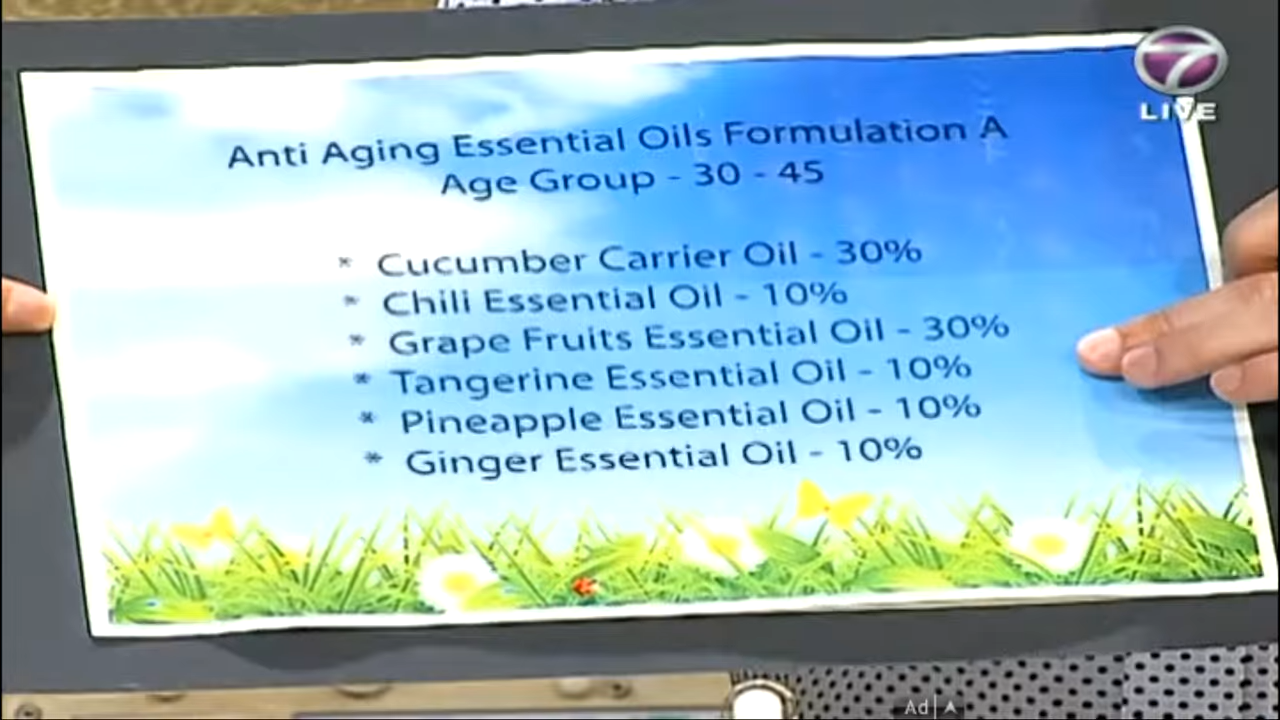 7
LIVE
Anti Aging Essential Oils Formulation A
Age Group - 30 - 45
* Cucumber Carrier Oil - 30%
* Chili Essential Oil - 10%
* Grape Fruits Essential Oil - 30%
* Tangerine Essential Oil - 10%
* Pineapple Essential Oil - 10%
* Ginger Essential Oil - 10%
Ad